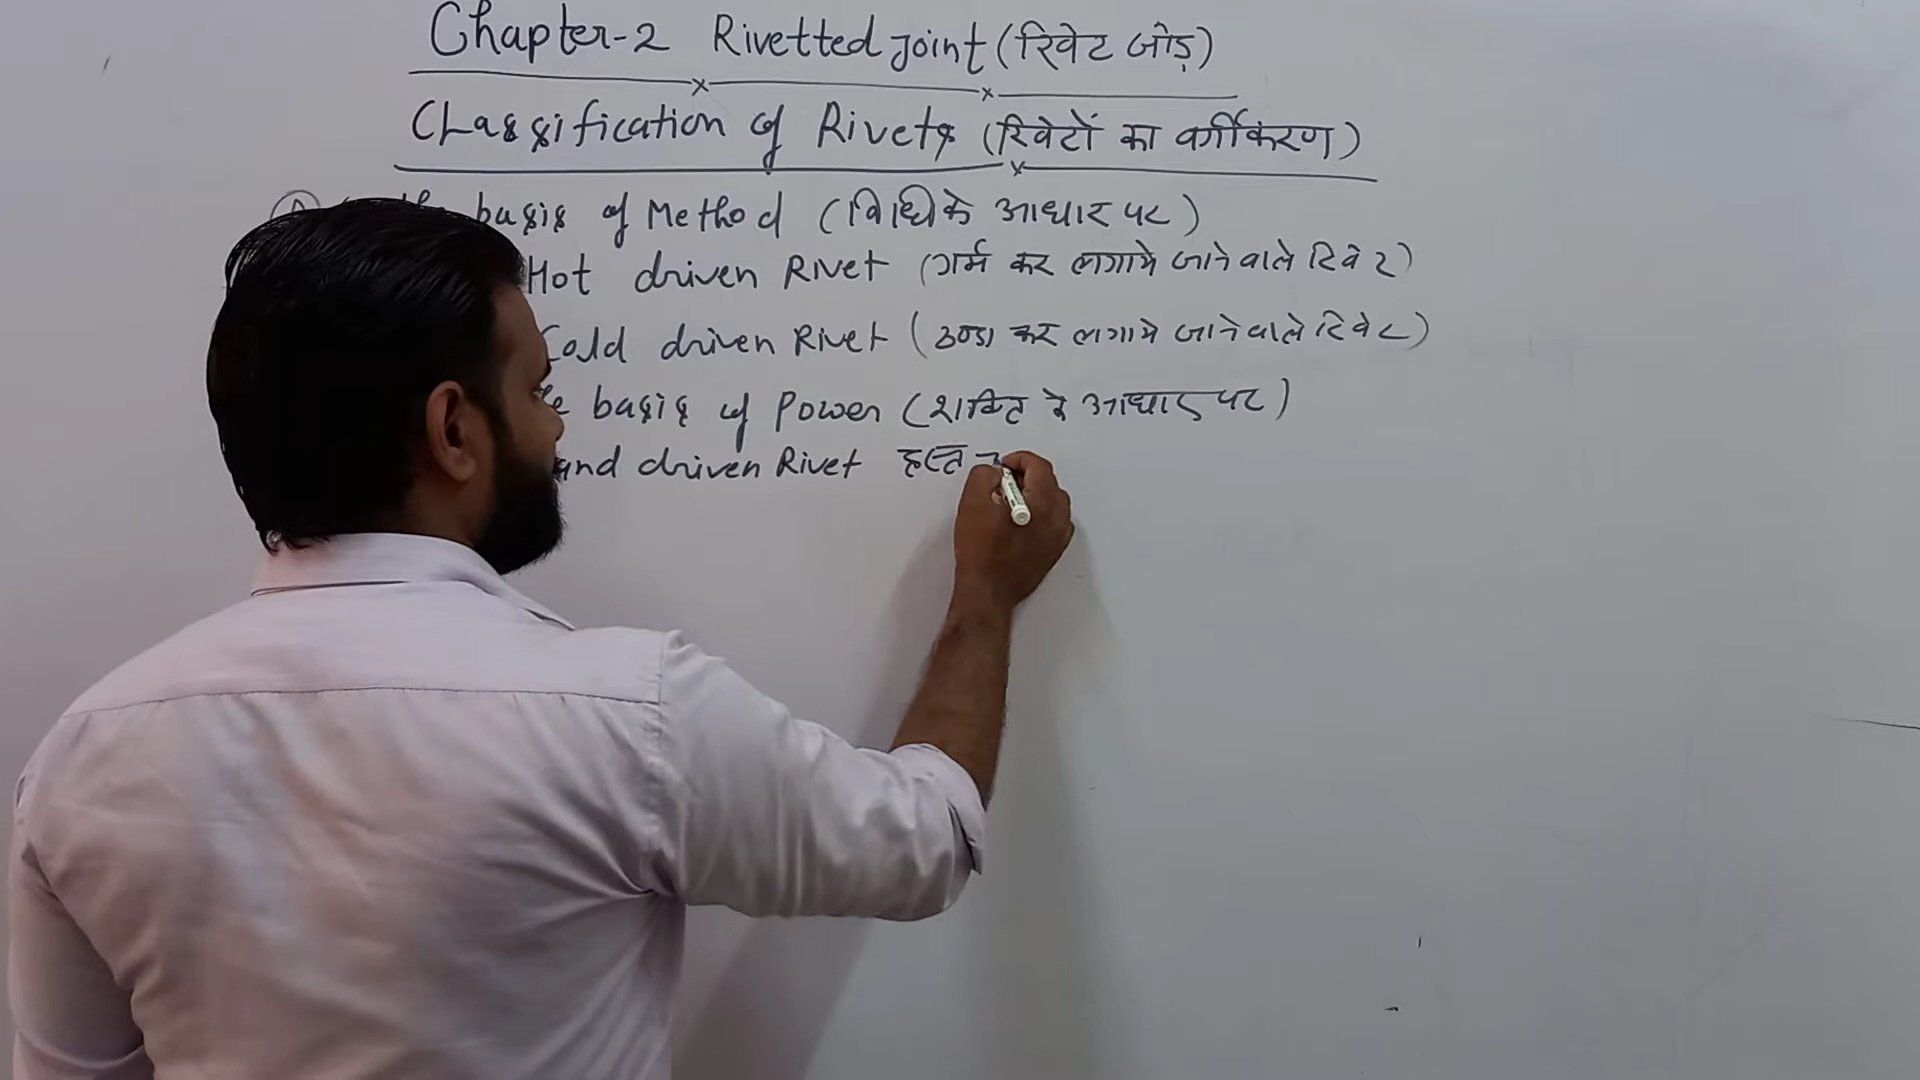 Chapter-2 Rivetted joint (रिवेट जोड़)
Classification of Rivets (रिवेटों का वर्गीकरण)
basis of Method (विधि के आधार पर)
Hot driven Rivet (गर्म कर लगाये जाने वाले रिवेट)
Cold driven Rivet (ठण्डा कर लगाये जाने वाले रिवेट)
basis of Power (शक्ति के आधार पर)
driven Rivet हस्त